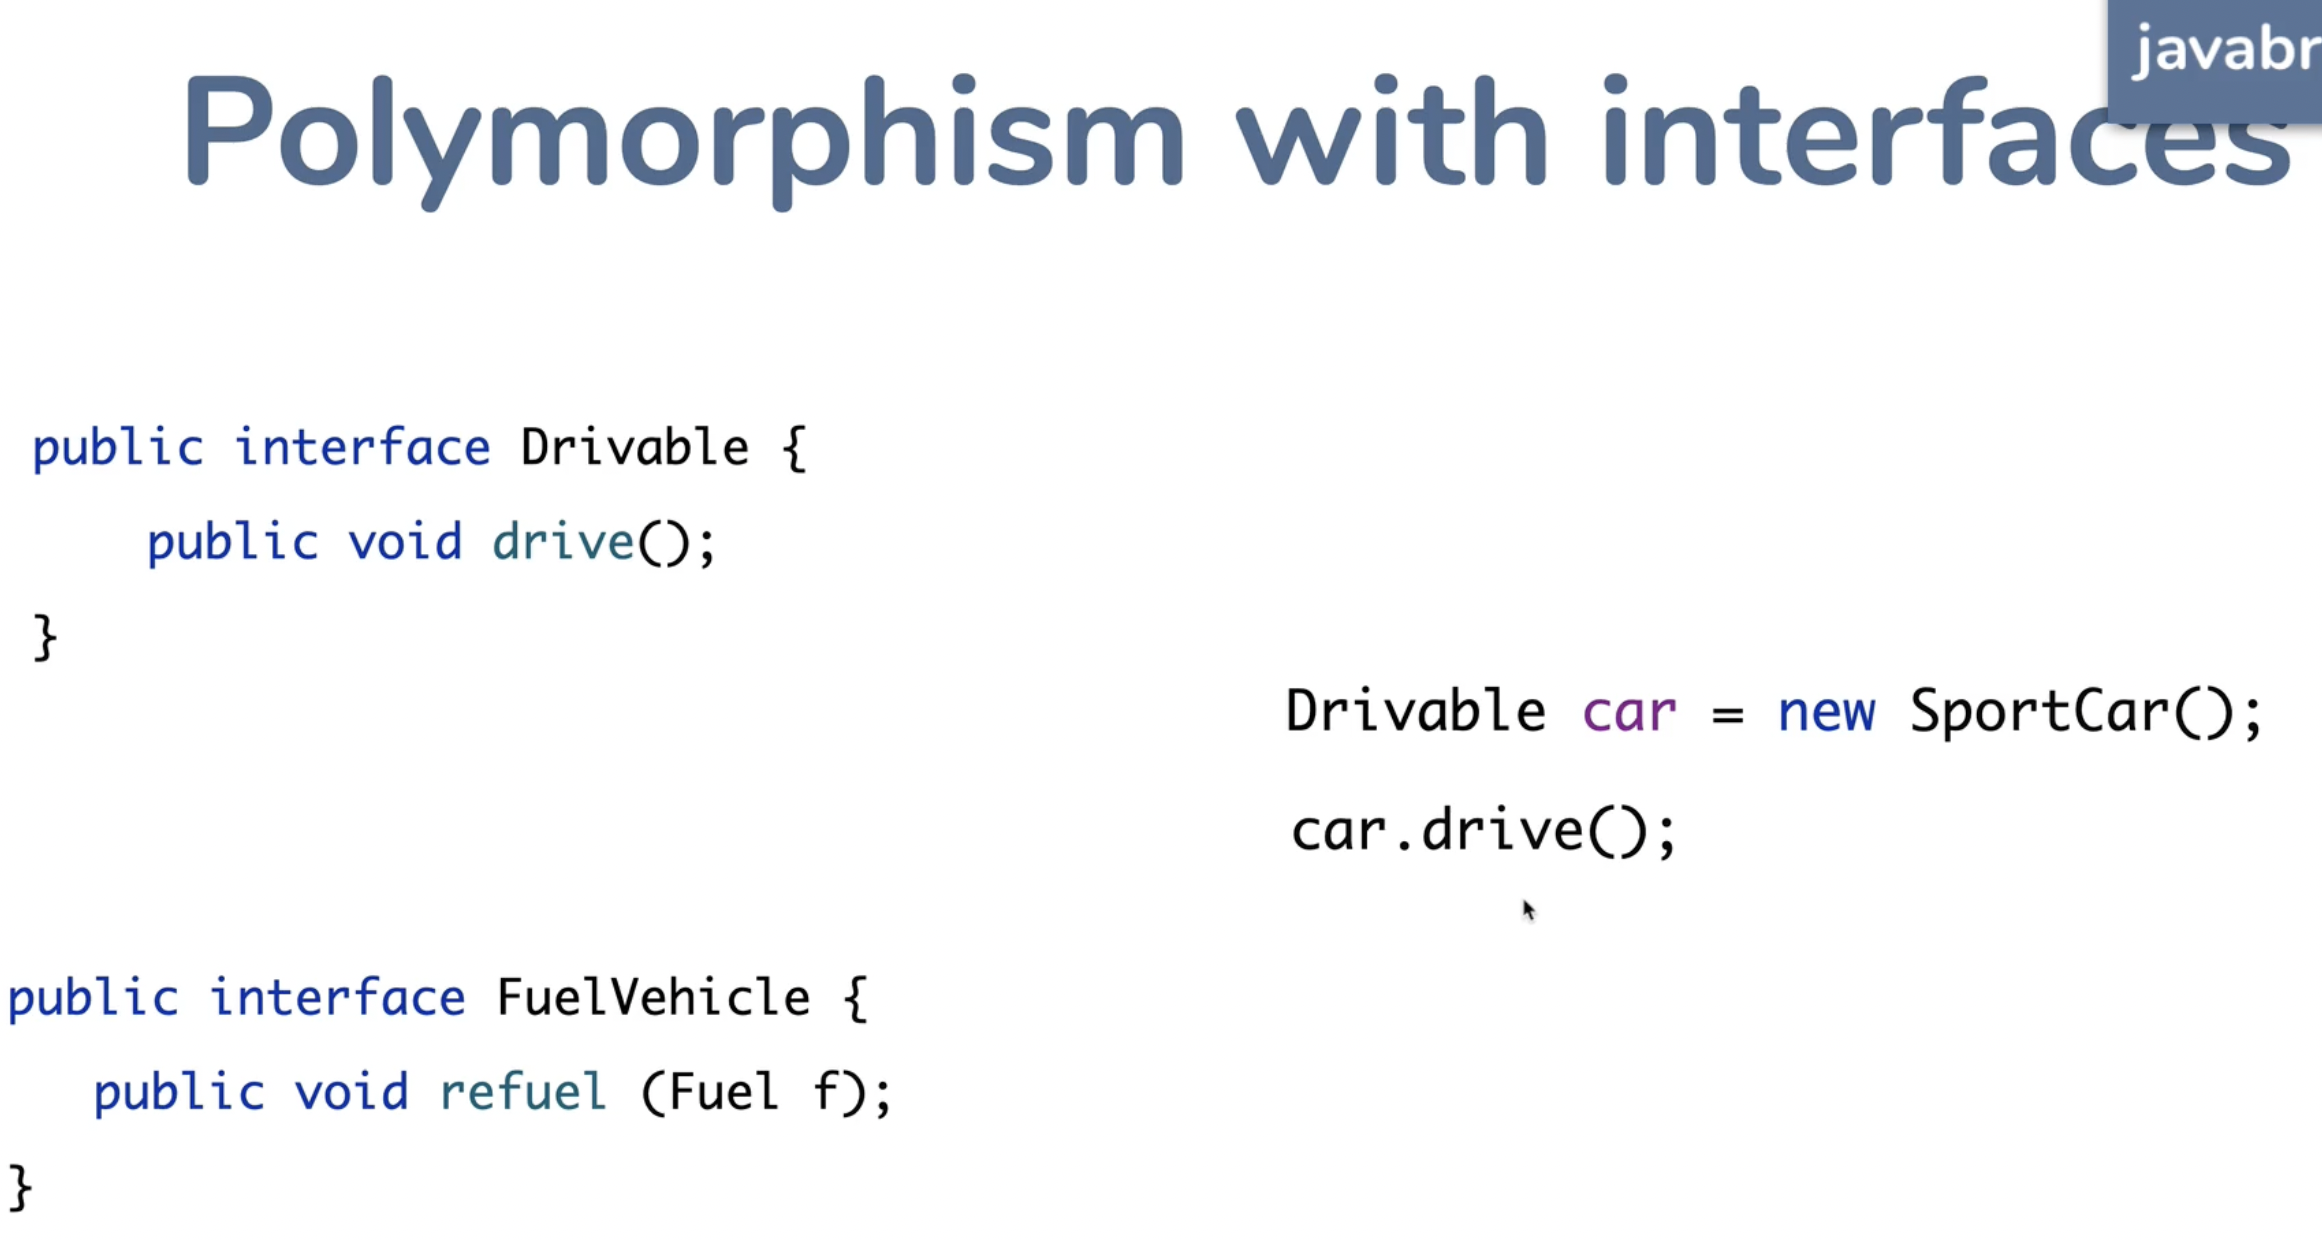 javabr
Polymorphism with interfaces
public interface Drivable {
public void drive();
}
Drivable car = new SportCar();
car.drive();
public interface FuelVehicle {
public void refuel (Fuel f);
}